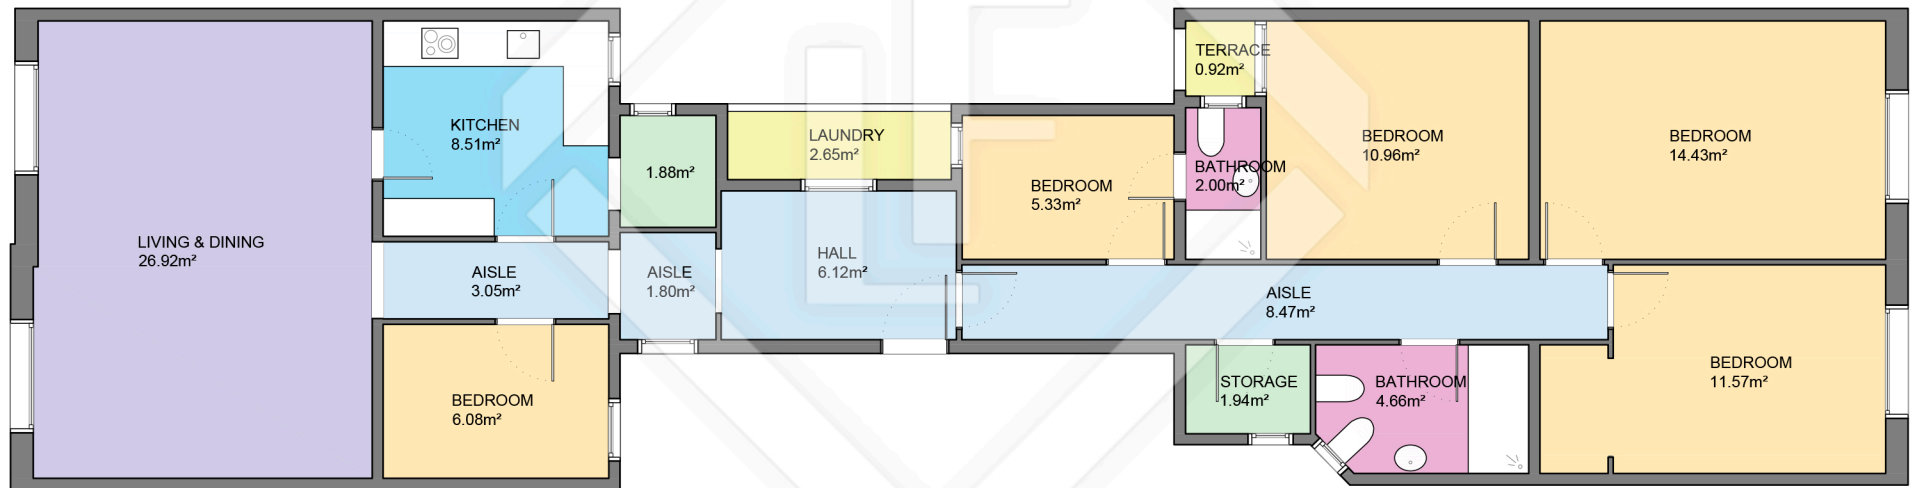 LIVING & DINING
26.92m²
KITCHEN
8.51m²
AISLE
3.05m²
BEDROOM
6.08m²
1.88m²
AISLE
1.80m²
LAUNDRY
2.65m²
HALL
6.12m²
BEDROOM
5.33m²
TERRACE
0.92m²
BATHROOM
2.00m²
BEDROOM
10.96m²
BEDROOM
14.43m²
AISLE
8.47m²
STORAGE
1.94m²
BATHROOM
4.66m²
BEDROOM
11.57m²